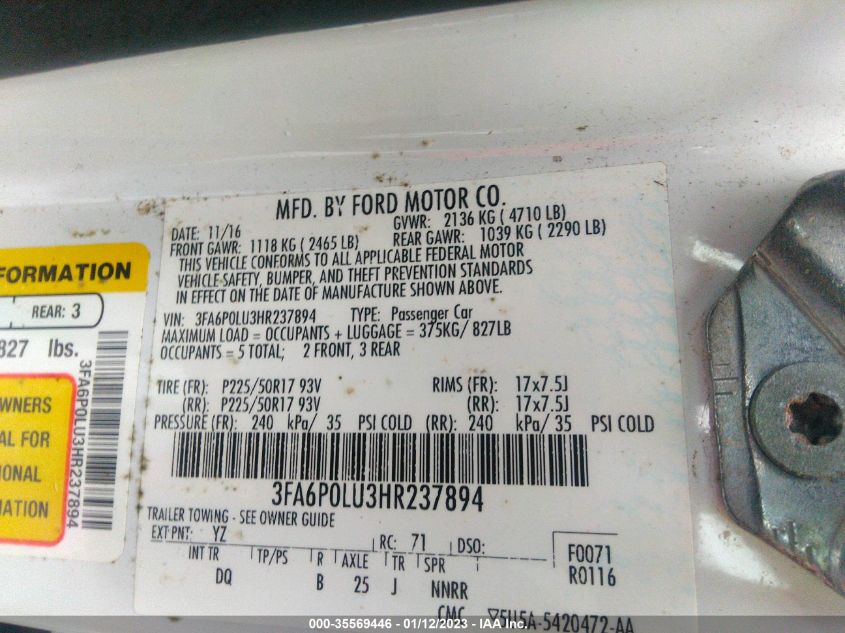 MFD. BY FORD MOTOR CO.
DATE: 11/16 GVWR: 2136 KG ( 4710 LB)
FRONT GAWR: 1118 KG ( 2465 LB) REAR GAWR: 1039 KG ( 2290 LB)
THIS VEHICLE CONFORMS TO ALL APPLICABLE FEDERAL MOTOR
VEHICLE SAFETY, BUMPER, AND THEFT PREVENTION STANDARDS
IN EFFECT ON THE DATE OF MANUFACTURE SHOWN ABOVE.
VIN: 3FA6P0LU3HR237894 TYPE: Passenger Car
MAXIMUM LOAD = OCCUPANTS + LUGGAGE = 375KG/ 827LB
OCCUPANTS = 5 TOTAL; 2 FRONT, 3 REAR
TIRE (FR): P225/50R17 93V RIMS (FR): 17x7.5J
(RR): P225/50R17 93V (RR): 17x7.5J
PRESSURE (FR): 240 kPa/ 35 PSI COLD (RR): 240 kPa/ 35 PSI COLD
3FA6P0LU3HR237894
TRAILER TOWING - SEE OWNER GUIDE
EXT PNT: YZ RC: 71 DSO: F0071
INT TR TP/PS R AXLE TR SPR R0116
DQ B 25 J NNRR
CMC 5U5A-5420472-AA
FORMATION
REAR: 3
827 lbs.
OWNERS
AL FOR
IONAL
MATION
3FA6P0LU3HR237894
000-35569446 - 01/12/2023 - IAA Inc.